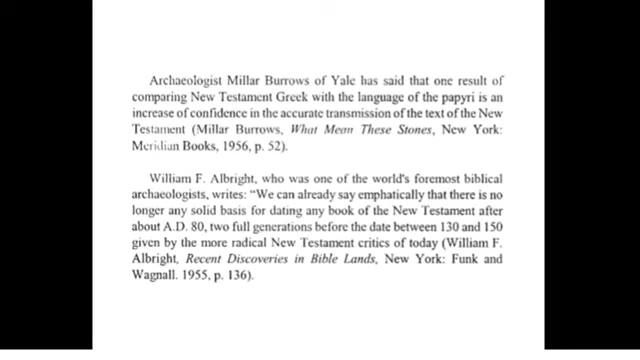 Archaeologist Millar Burrows of Yale has said that one result of
comparing New Testament Greek with the language of the papyri is an
increase of confidence in the accurate transmission of the text of the New
Testament (Millar Burrows, What Mean These Stones, New York:
Meridian Books, 1956, p. 52).
William F. Albright, who was one of the world's foremost biblical
archaeologists, writes: “We can already say emphatically that there is no
longer any solid basis for dating any book of the New Testament after
about A.D. 80, two full generations before the date between 130 and 150
given by the more radical New Testament critics of today (William F.
Albright, Recent Discoveries in Bible Lands, New York: Funk and
Wagnall. 1955, p. 136).